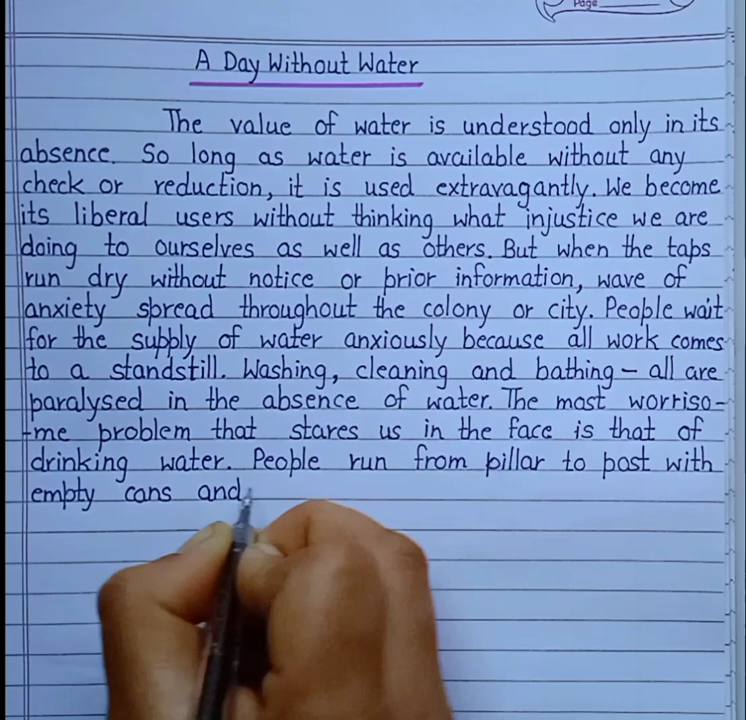 Page
A Day Without Water
The value of water is understood only in its
absence. So long as water is available without any
check or reduction, it is used extravagantly. We become
its liberal users without thinking what injustice we are
doing to ourselves as well as others. But when the taps
run dry without notice or prior information, wave of
anxiety spread throughout the colony or city. People wait
for the supply of water anxiously because all work comes
to a standstill. Washing, cleaning and bathing – all are
paralysed in the absence of water. The most worriso-
-me problem that stares us in the face is that of
drinking water. People run from pillar to post with
empty cans and